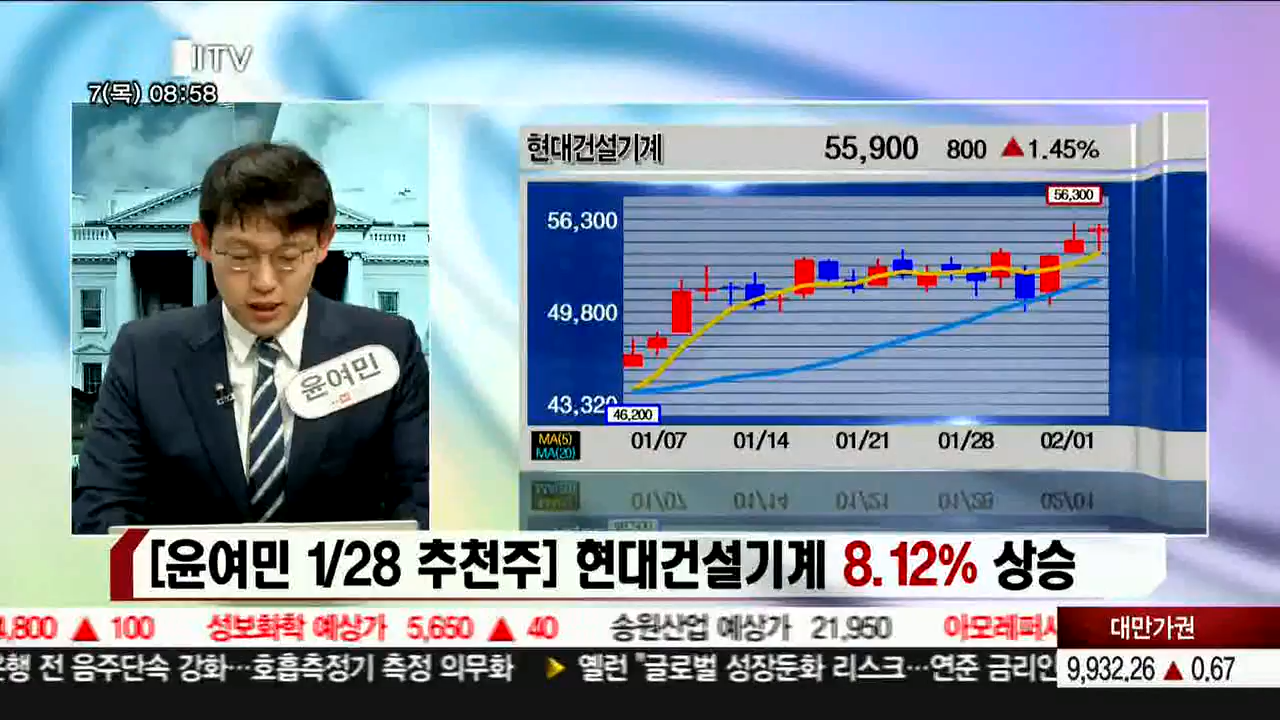 IITV
7(목) 08:58
현대건설기계 55,900 800 ▲1.45%
56,300
56,300
49,800
43,320
46,200
MA(5)
MA(20)
01/07 01/14 01/21 01/28 02/01
윤여민
[윤여민 1/28 추천주] 현대건설기계 8.12% 상승
4,800 ▲ 100 성보화학 예상가 5,650 ▲ 40 송원산업 예상가 21,950 아모레퍼시
대만가권
운행 전 음주단속 강화…호흡측정기 측정 의무화 ▶ 옐런 "글로벌 성장둔화 리스크…연준 금리인
9,932.26 ▲ 0.67